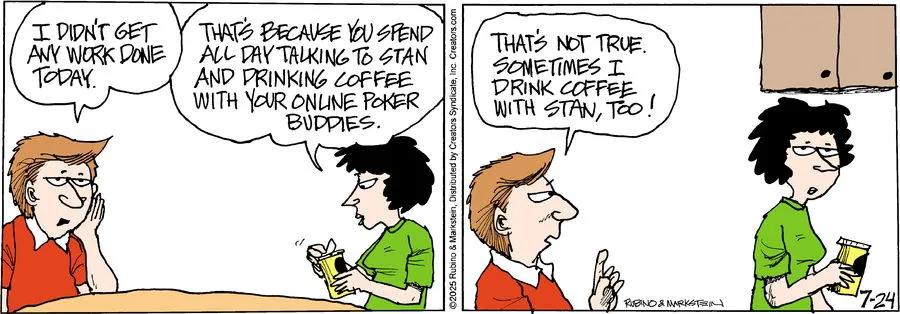 I DIDN'T GET
ANY WORK DONE
TODAY.
THAT'S BECAUSE YOU SPEND
ALL DAY TALKING TO STAN
AND DRINKING COFFEE
WITH YOUR ONLINE POKER
BUDDIES.
©2025 Rubino & Markstein, Distributed by Creators Syndicate, Inc. Creators.com
THAT'S NOT TRUE.
SOMETIMES I
DRINK COFFEE
WITH STAN, TOO!
RUBINO & MARKSTEIN
7-24